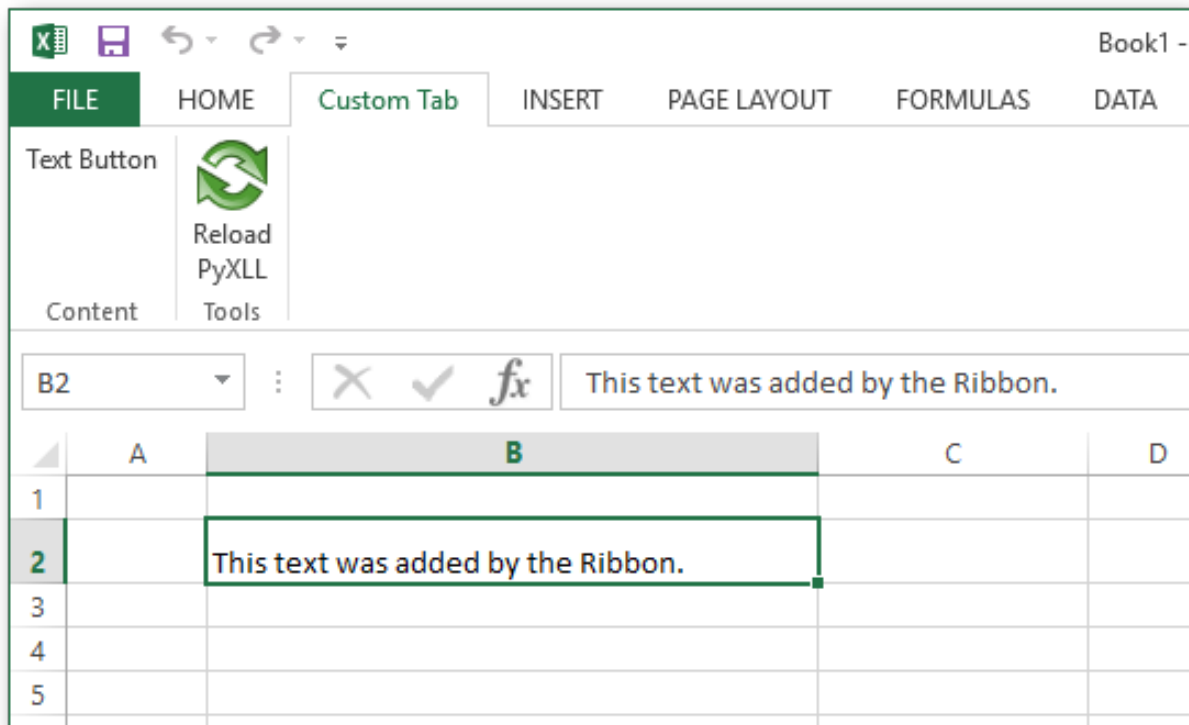 Book1 -
FILE HOME Custom Tab INSERT PAGE LAYOUT FORMULAS DATA
Text Button
Reload
PyXLL
Content Tools
B2 fx This text was added by the Ribbon.
A B C D
1
2 This text was added by the Ribbon.
3
4
5